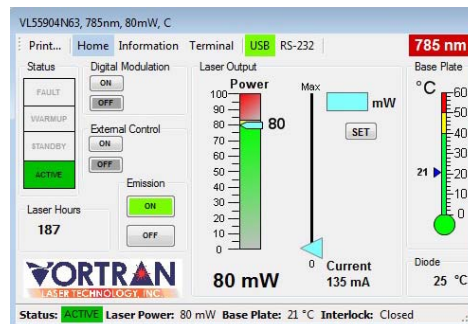 VL55904N63, 785nm, 80mW, C
Print... Home Information Terminal USB RS-232 785 nm
Status Digital Modulation Laser Output Base Plate
FAULT
WARMUP
STANDBY
ACTIVE
ON
OFF
External Control
ON
OFF
Emission
ON
OFF
Laser Hours
187
VORTRAN
LASER TECHNOLOGY, INC.
Power
100
90
80
70
60
50
40
30
20
10
0
80
80 mW
Max
0
mW
SET
Current
135 mA
°C
60
50
40
30
20
10
0
21
Diode
25 °C
Status: ACTIVE Laser Power: 80 mW Base Plate: 21 °C Interlock: Closed